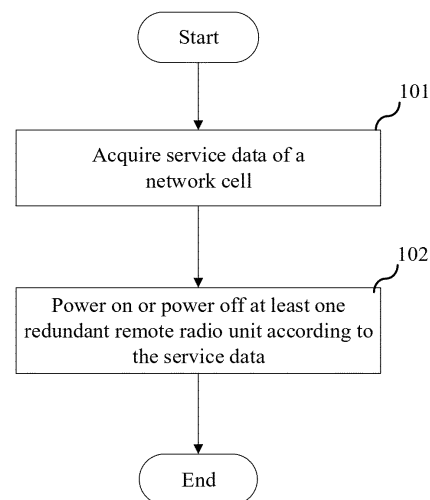 Start
101
Acquire service data of a
network cell
102
Power on or power off at least one
redundant remote radio unit according to
the service data
End